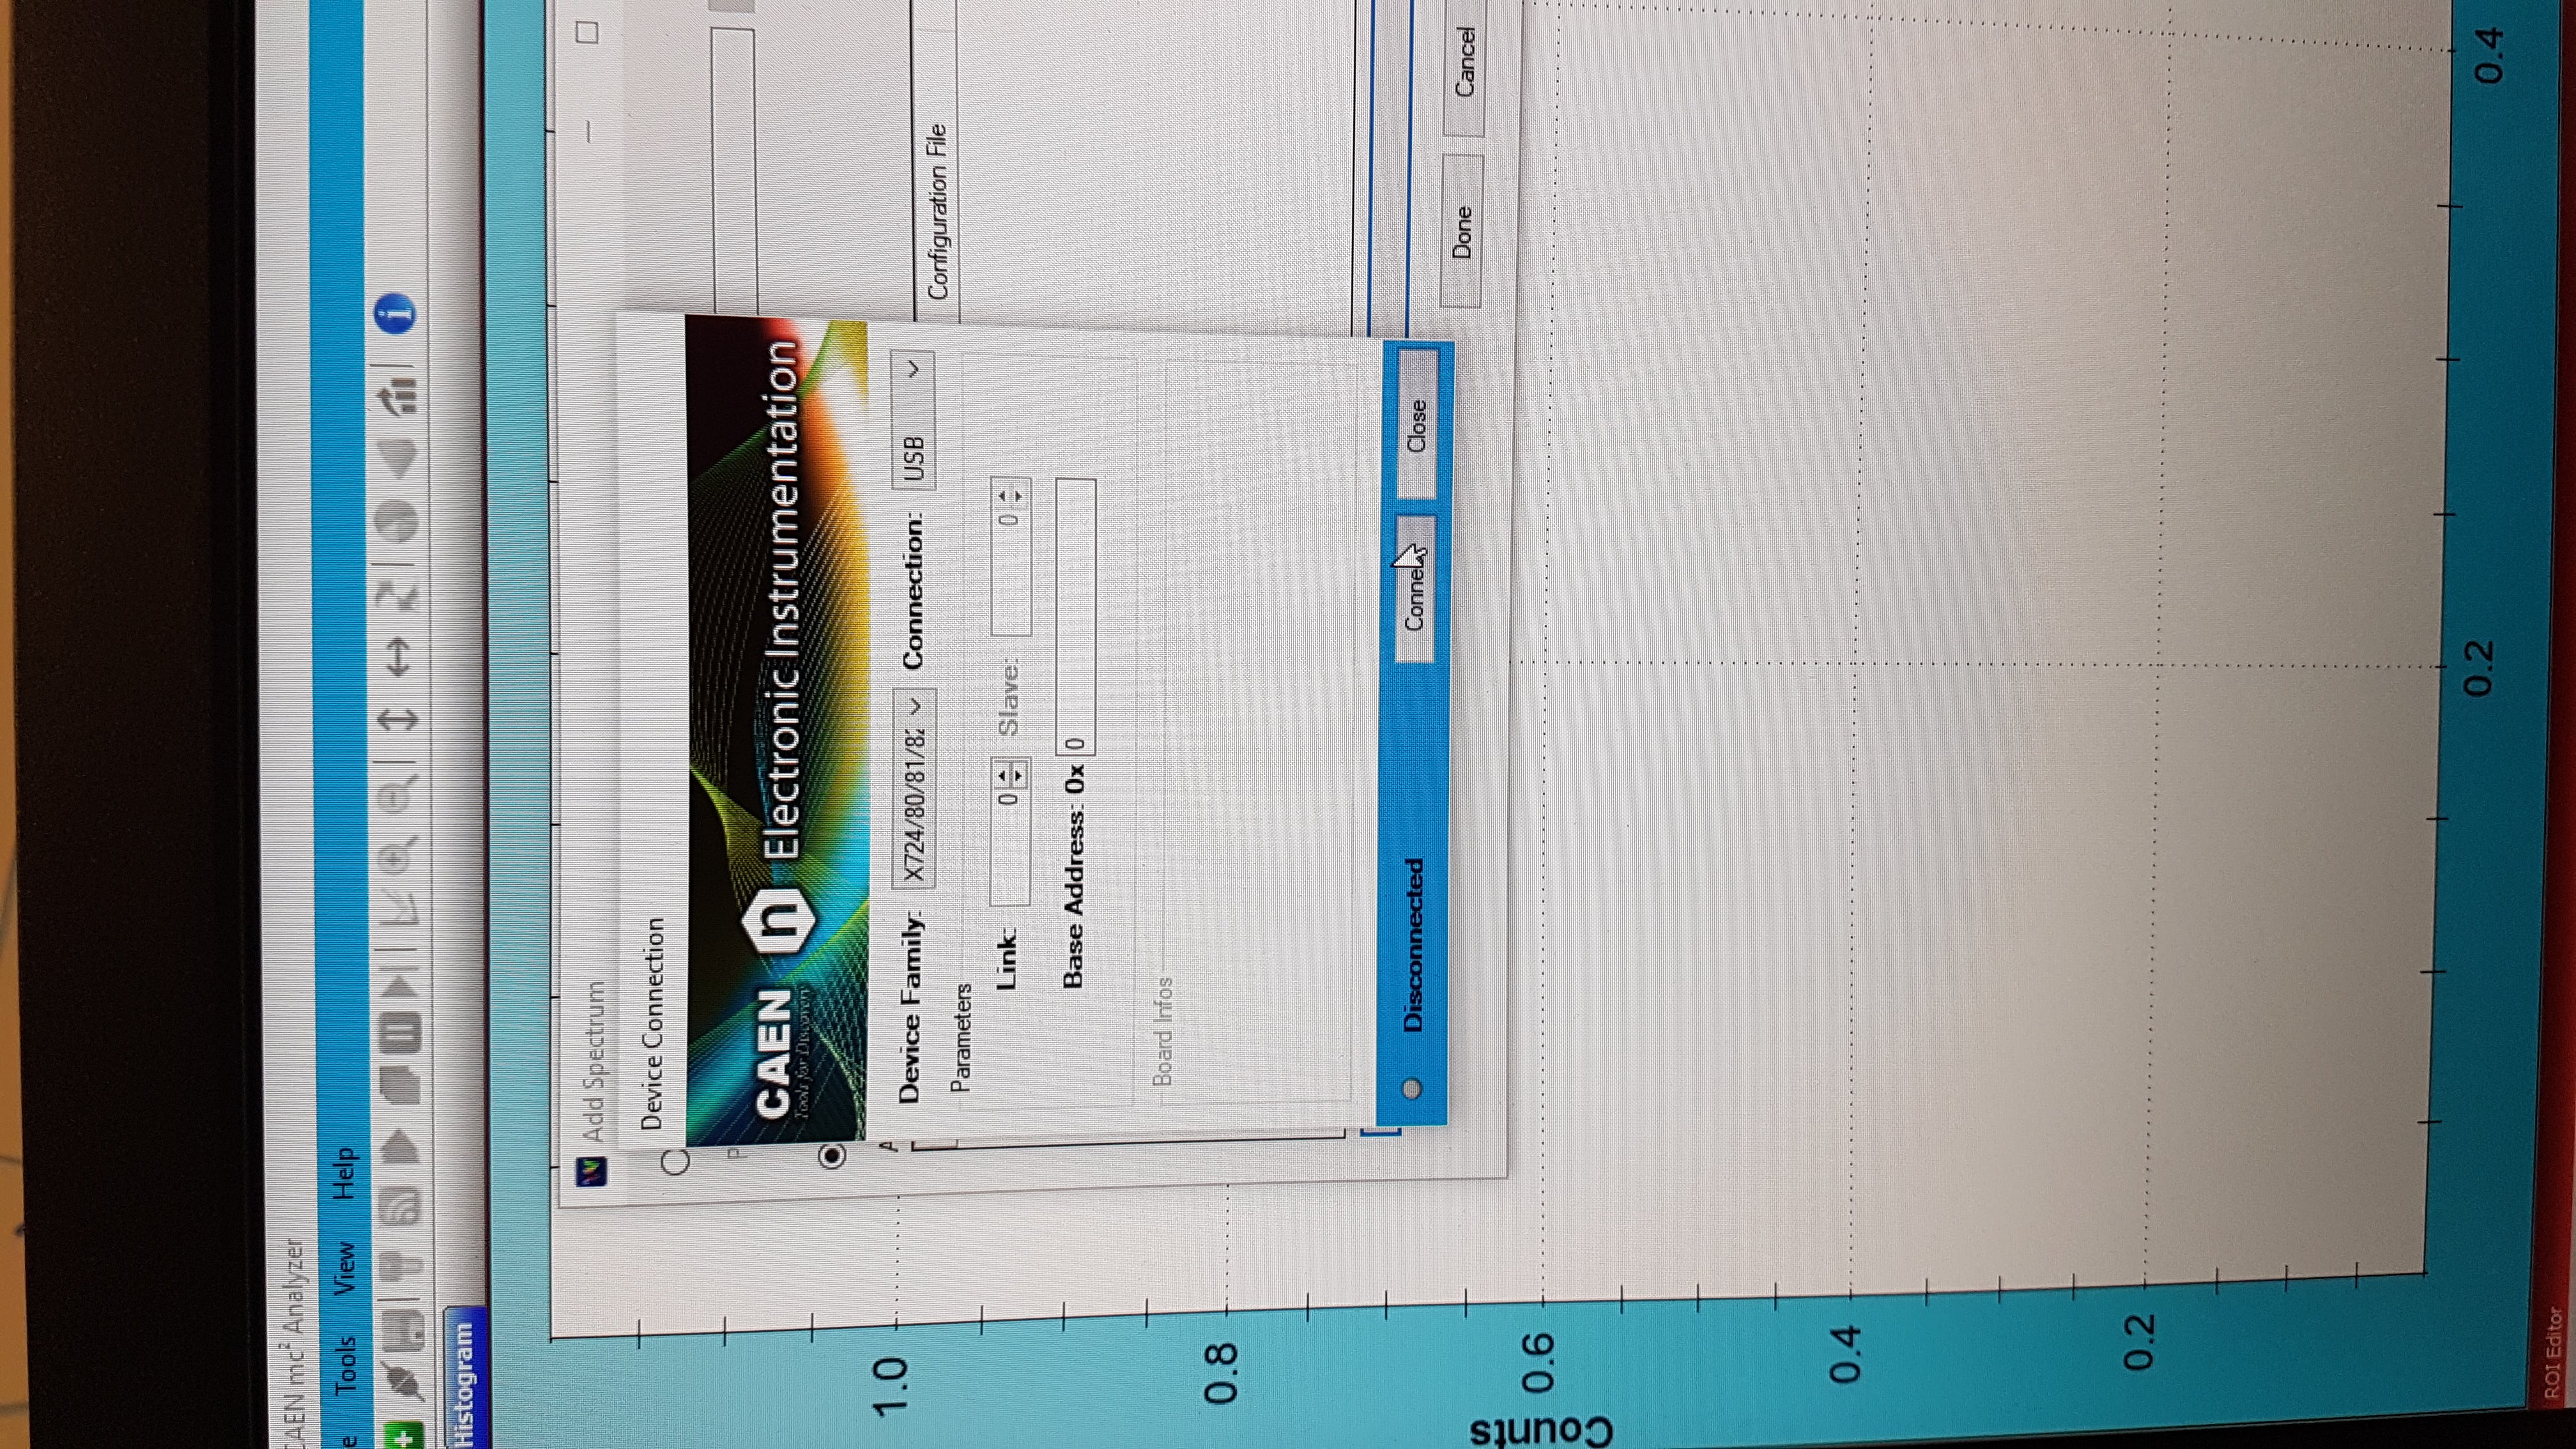 CAEN mc² Analyzer
Tools View Help
Histogram
Add Spectrum
Device Connection
CAEN n Electronic Instrumentation
Tools for Discovery
Device Family: X724/80/81/82 Connection: USB
Configuration File
Parameters
Link: 0 Slave: 0
Base Address: 0x 0
Board Infos
Disconnected Connect Close
Done Cancel
1.0
0.8
0.6
0.4
0.2
Counts
0.2 0.4
ROI Editor